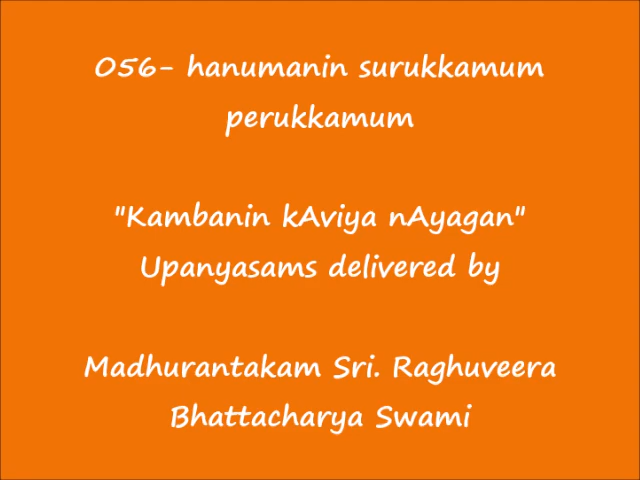 056- hanumanin surukkamum
perukkamum
"Kambanin kAviya nAyagan"
Upanyasams delivered by
Madhurantakam Sri. Raghuveera
Bhattacharya Swami